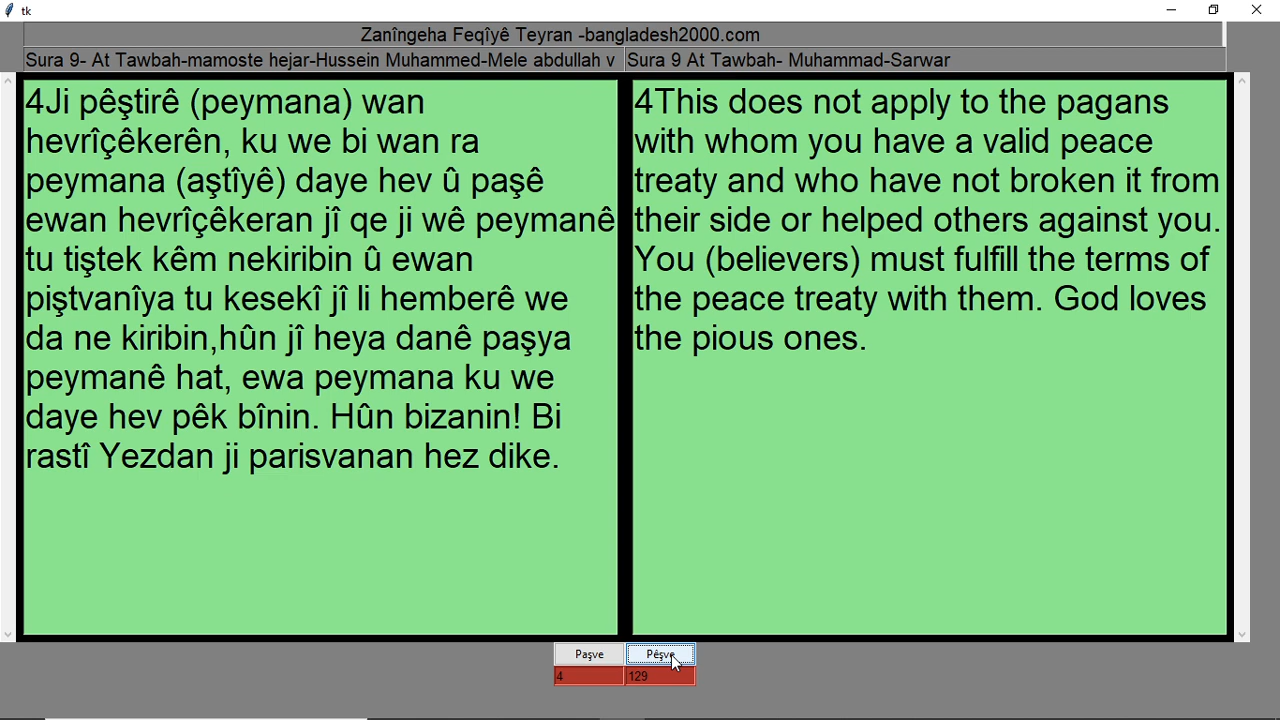 tk
Zanîngeha Feqîyê Teyran -bangladesh2000.com
Sura 9- At Tawbah-mamoste hejar-Hussein Muhammed-Mele abdullah v
Sura 9 At Tawbah- Muhammad-Sarwar
4Ji pêştirê (peymana) wan
hevrîçêkerên, ku we bi wan ra
peymana (aştîyê) daye hev û paşê
ewan hevrîçêkeran jî qe ji wê peymanê
tu tiştek kêm nekiribin û ewan
piştvanîya tu kesekî jî li hemberê we
da ne kiribin,hûn jî heya danê paşya
peymanê hat, ewa peymana ku we
daye hev pêk bînin. Hûn bizanin! Bi
rastî Yezdan ji parisvanan hez dike.
4This does not apply to the pagans
with whom you have a valid peace
treaty and who have not broken it from
their side or helped others against you.
You (believers) must fulfill the terms of
the peace treaty with them. God loves
the pious ones.
Paşve
Pêşve
4
129